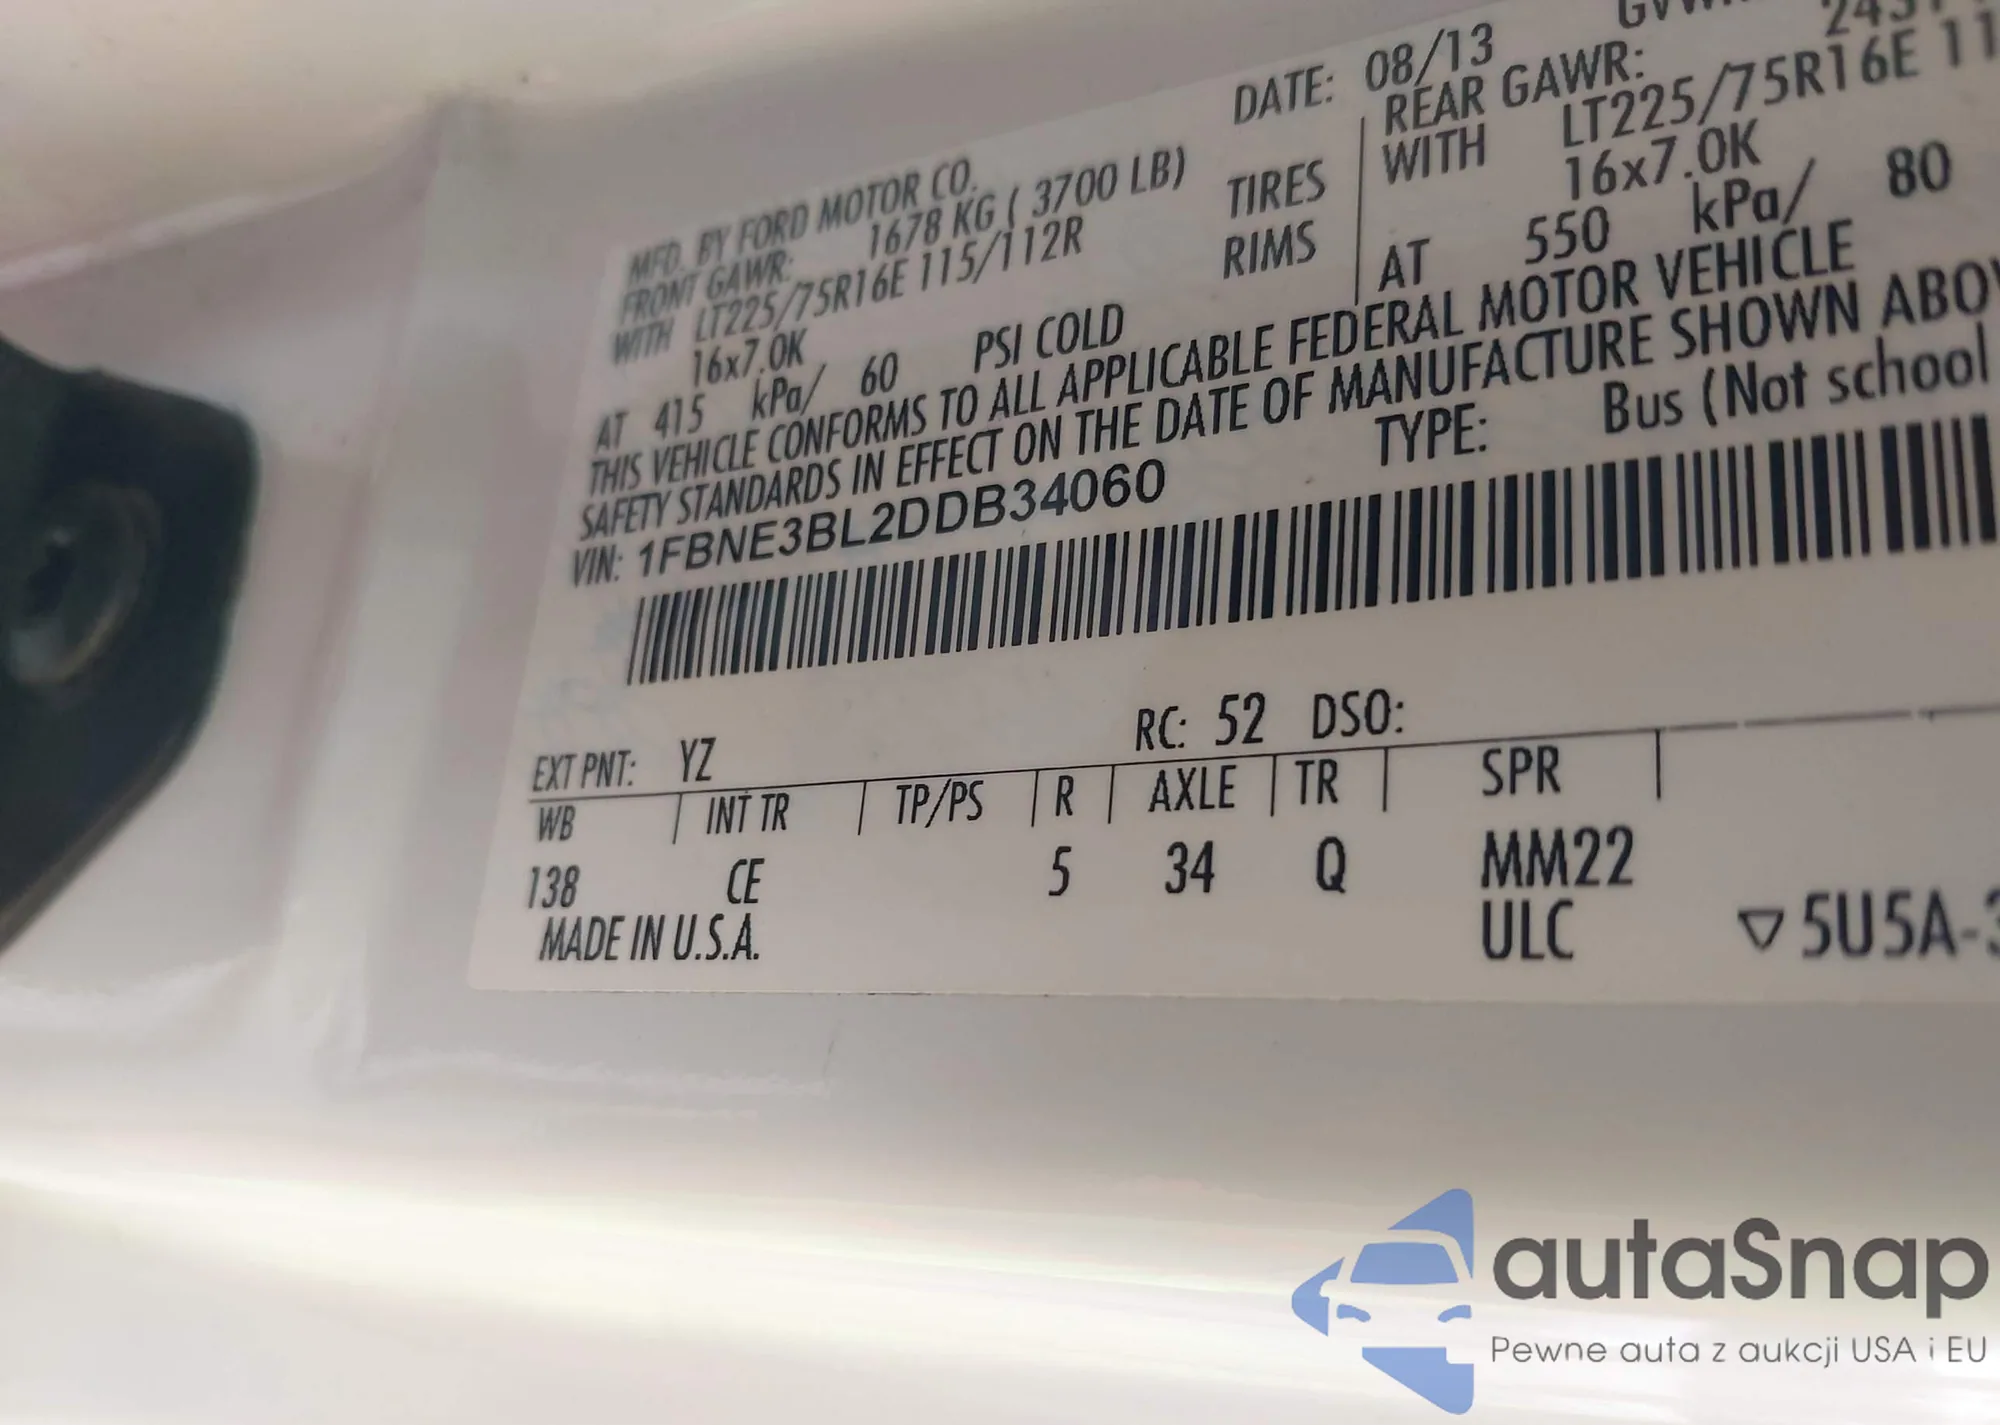 MFD. BY FORD MOTOR CO.
DATE: 08/13
FRONT GAWR: 1678 KG ( 3700 LB)
REAR GAWR:
WITH LT225/75R16E 115/112R TIRES
WITH LT225/75R16E
16x7.0K RIMS
16x7.0K
AT 415 kPa/ 60 PSI COLD
AT 550 kPa/ 80
THIS VEHICLE CONFORMS TO ALL APPLICABLE FEDERAL MOTOR VEHICLE
SAFETY STANDARDS IN EFFECT ON THE DATE OF MANUFACTURE SHOWN
VIN: 1FBNE3BL2DDB34060
TYPE: Bus (Not school
EXT PNT: YZ RC: 52 DSO:
WB INT TR TP/PS R AXLE TR SPR
138 CE 5 34 Q MM22
MADE IN U.S.A. ULC ▽5U5A-
autaSnap
Pewne auta z aukcji USA i EU